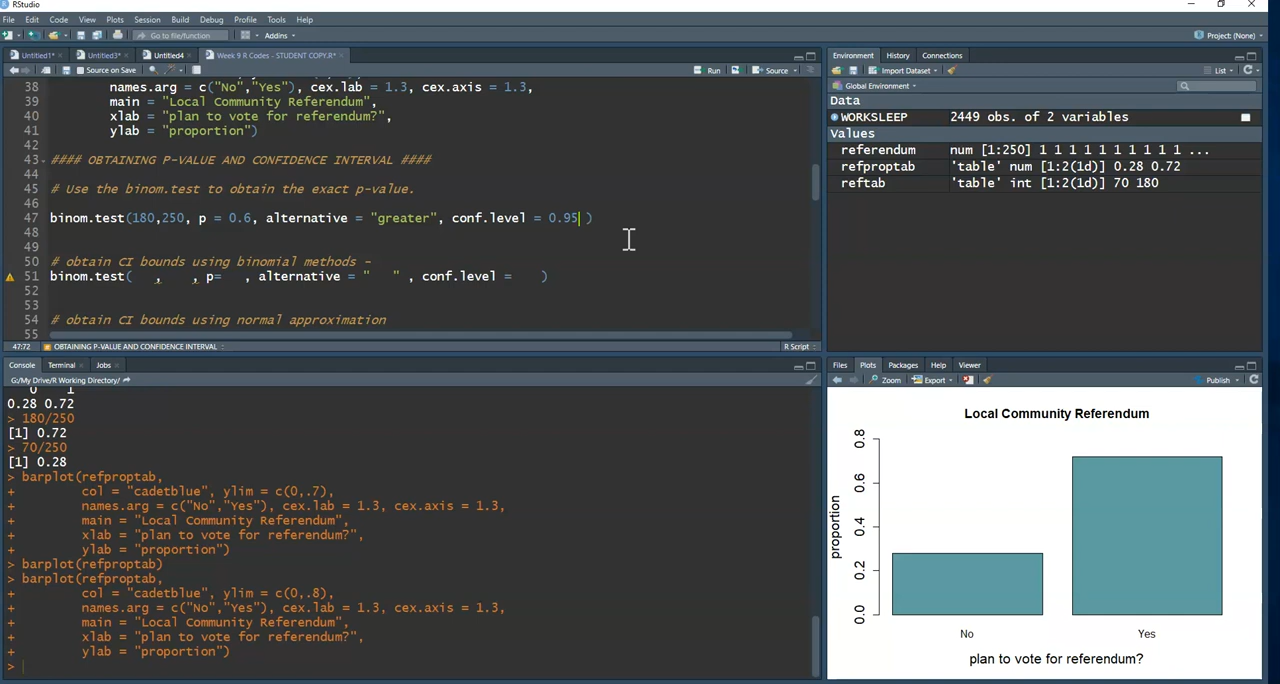 RStudio
File Edit Code View Plots Session Build Debug Profile Tools Help
Go to file/function Addins Project: (None)
Untitled1* Untitled3* Untitled4 Week 9 R Codes - STUDENT COPY.R*
Source on Save Run Source
38 names.arg = c("No","Yes"), cex.lab = 1.3, cex.axis = 1.3,
39 main = "Local Community Referendum",
40 xlab = "plan to vote for referendum?",
41 ylab = "proportion")
42
43 #### OBTAINING P-VALUE AND CONFIDENCE INTERVAL ####
44
45 # Use the binom.test to obtain the exact p-value.
46
47 binom.test(180,250, p = 0.6, alternative = "greater", conf.level = 0.95 )
48
49
50 # obtain CI bounds using binomial methods -
51 binom.test( , , p= , alternative = " " , conf.level = )
52
53
54 # obtain CI bounds using normal approximation
55
47:72 OBTAINING P-VALUE AND CONFIDENCE INTERVAL R Script
Console Terminal Jobs
G:/My Drive/R Working Directory/
0 1
0.28 0.72
> 180/250
[1] 0.72
> 70/250
[1] 0.28
> barplot(refproptab,
+ col = "cadetblue", ylim = c(0,.7),
+ names.arg = c("No","Yes"), cex.lab = 1.3, cex.axis = 1.3,
+ main = "Local Community Referendum",
+ xlab = "plan to vote for referendum?",
+ ylab = "proportion")
> barplot(refproptab)
> barplot(refproptab,
+ col = "cadetblue", ylim = c(0,.8),
+ names.arg = c("No","Yes"), cex.lab = 1.3, cex.axis = 1.3,
+ main = "Local Community Referendum",
+ xlab = "plan to vote for referendum?",
+ ylab = "proportion")
>
Environment History Connections
Import Dataset List
Global Environment
Data
WORKSLEEP 2449 obs. of 2 variables
Values
referendum num [1:250] 1 1 1 1 1 1 1 1 1 1 ...
refproptab 'table' num [1:2(1d)] 0.28 0.72
reftab 'table' int [1:2(1d)] 70 180
Files Plots Packages Help Viewer
Zoom Export Publish
Local Community Referendum
0.8
0.6
0.4
0.2
0.0
proportion
No Yes
plan to vote for referendum?